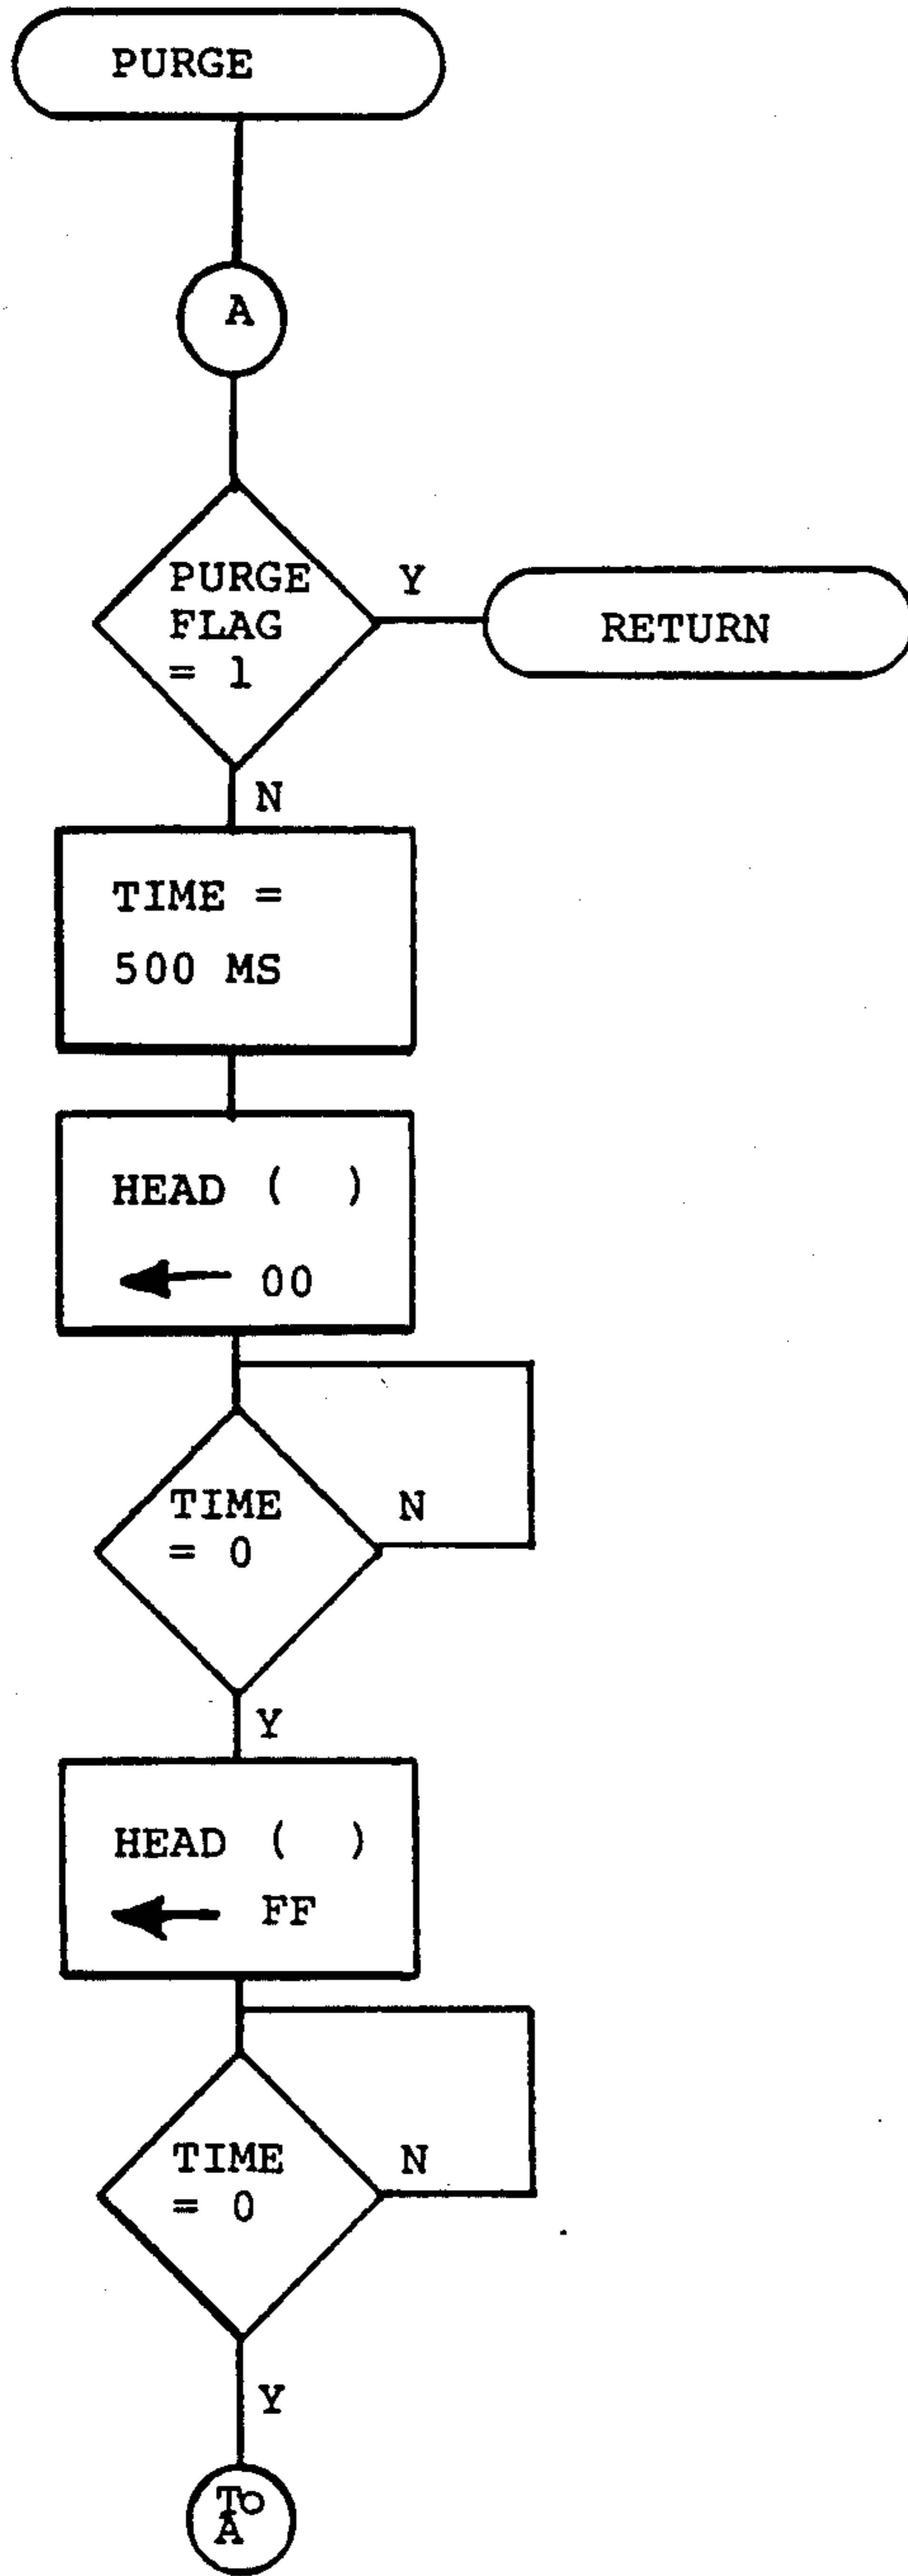 PURGE
A
PURGE
FLAG
= 1
Y
RETURN
N
TIME =
500 MS
HEAD (  )
← 00
TIME
= 0
N
Y
HEAD (  )
← FF
TIME
= 0
N
Y
To
A